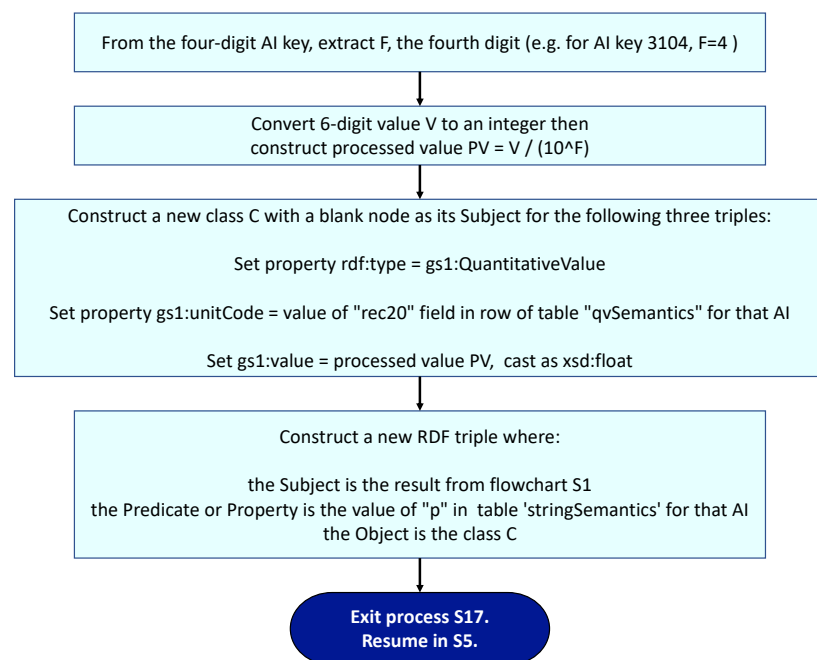 From the four-digit AI key, extract F, the fourth digit (e.g. for AI key 3104, F=4 )
Convert 6-digit value V to an integer then
construct processed value PV = V / (10^F)
Construct a new class C with a blank node as its Subject for the following three triples:
Set property rdf:type = gs1:QuantitativeValue
Set property gs1:unitCode = value of "rec20" field in row of table "qvSemantics" for that AI
Set gs1:value = processed value PV,  cast as xsd:float
Construct a new RDF triple where:
the Subject is the result from flowchart S1
the Predicate or Property is the value of "p" in  table 'stringSemantics' for that AI
the Object is the class C
Exit process S17.
Resume in S5.